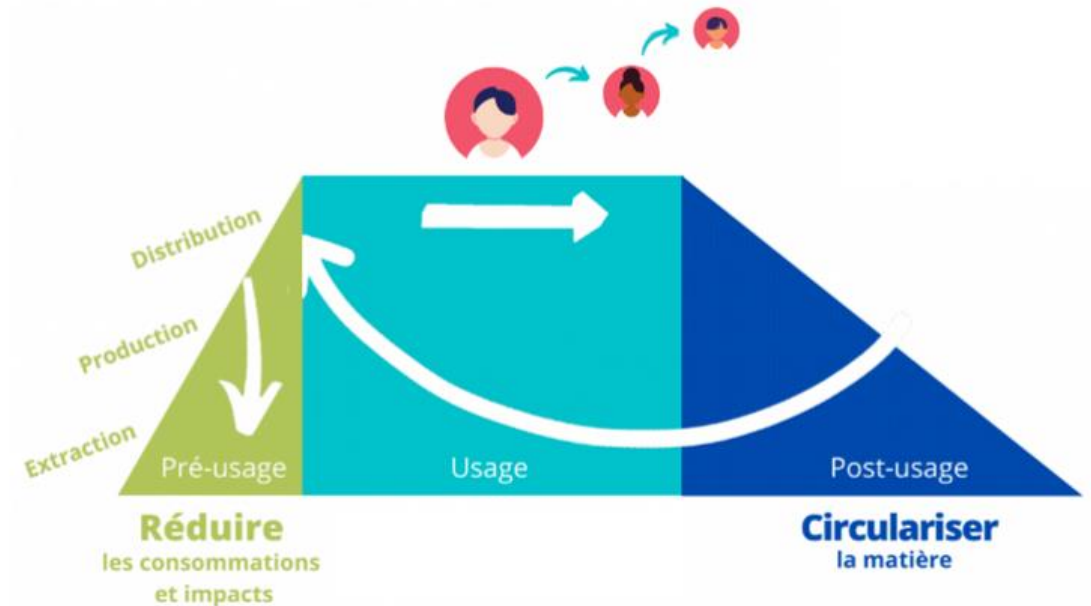 Distribution
Production
Extraction
Pré-usage
Usage
Post-usage
Réduire
les consommations
et impacts
Circulariser
la matière